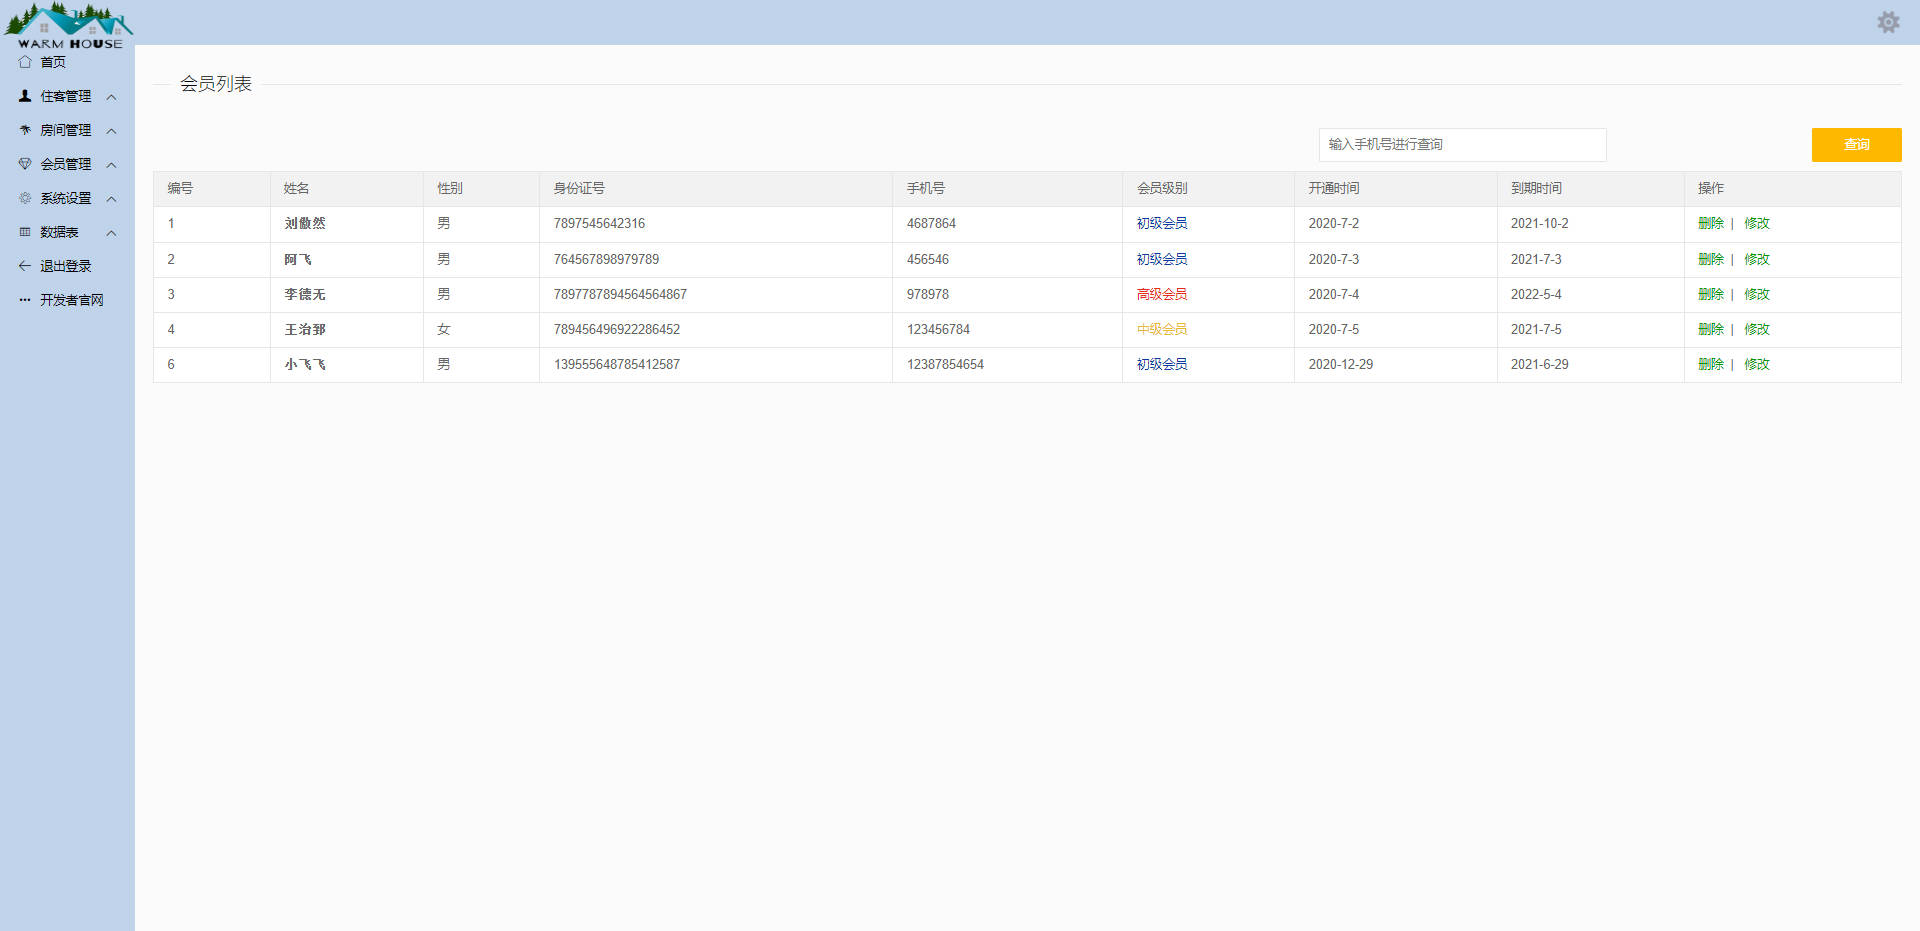 WARM HOUSE
首页
住客管理
房间管理
会员管理
系统设置
数据表
退出登录
开发者官网
会员列表
输入手机号进行查询 查询
编号 姓名 性别 身份证号 手机号 会员级别 开通时间 到期时间 操作
1 刘傲然 男 7897545642316 4687864 初级会员 2020-7-2 2021-10-2 删除 | 修改
2 阿飞 男 764567898979789 456546 初级会员 2020-7-3 2021-7-3 删除 | 修改
3 李德无 男 7897787894564564867 978978 高级会员 2020-7-4 2022-5-4 删除 | 修改
4 王治郅 女 789456496922286452 123456784 中级会员 2020-7-5 2021-7-5 删除 | 修改
6 小飞飞 男 139555648785412587 12387854654 初级会员 2020-12-29 2021-6-29 删除 | 修改